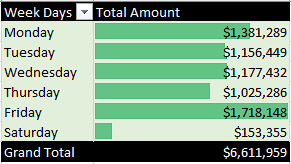 Week Days Total Amount
Monday $1,381,289
Tuesday $1,156,449
Wednesday $1,177,432
Thursday $1,025,286
Friday $1,718,148
Saturday $153,355
Grand Total $6,611,959